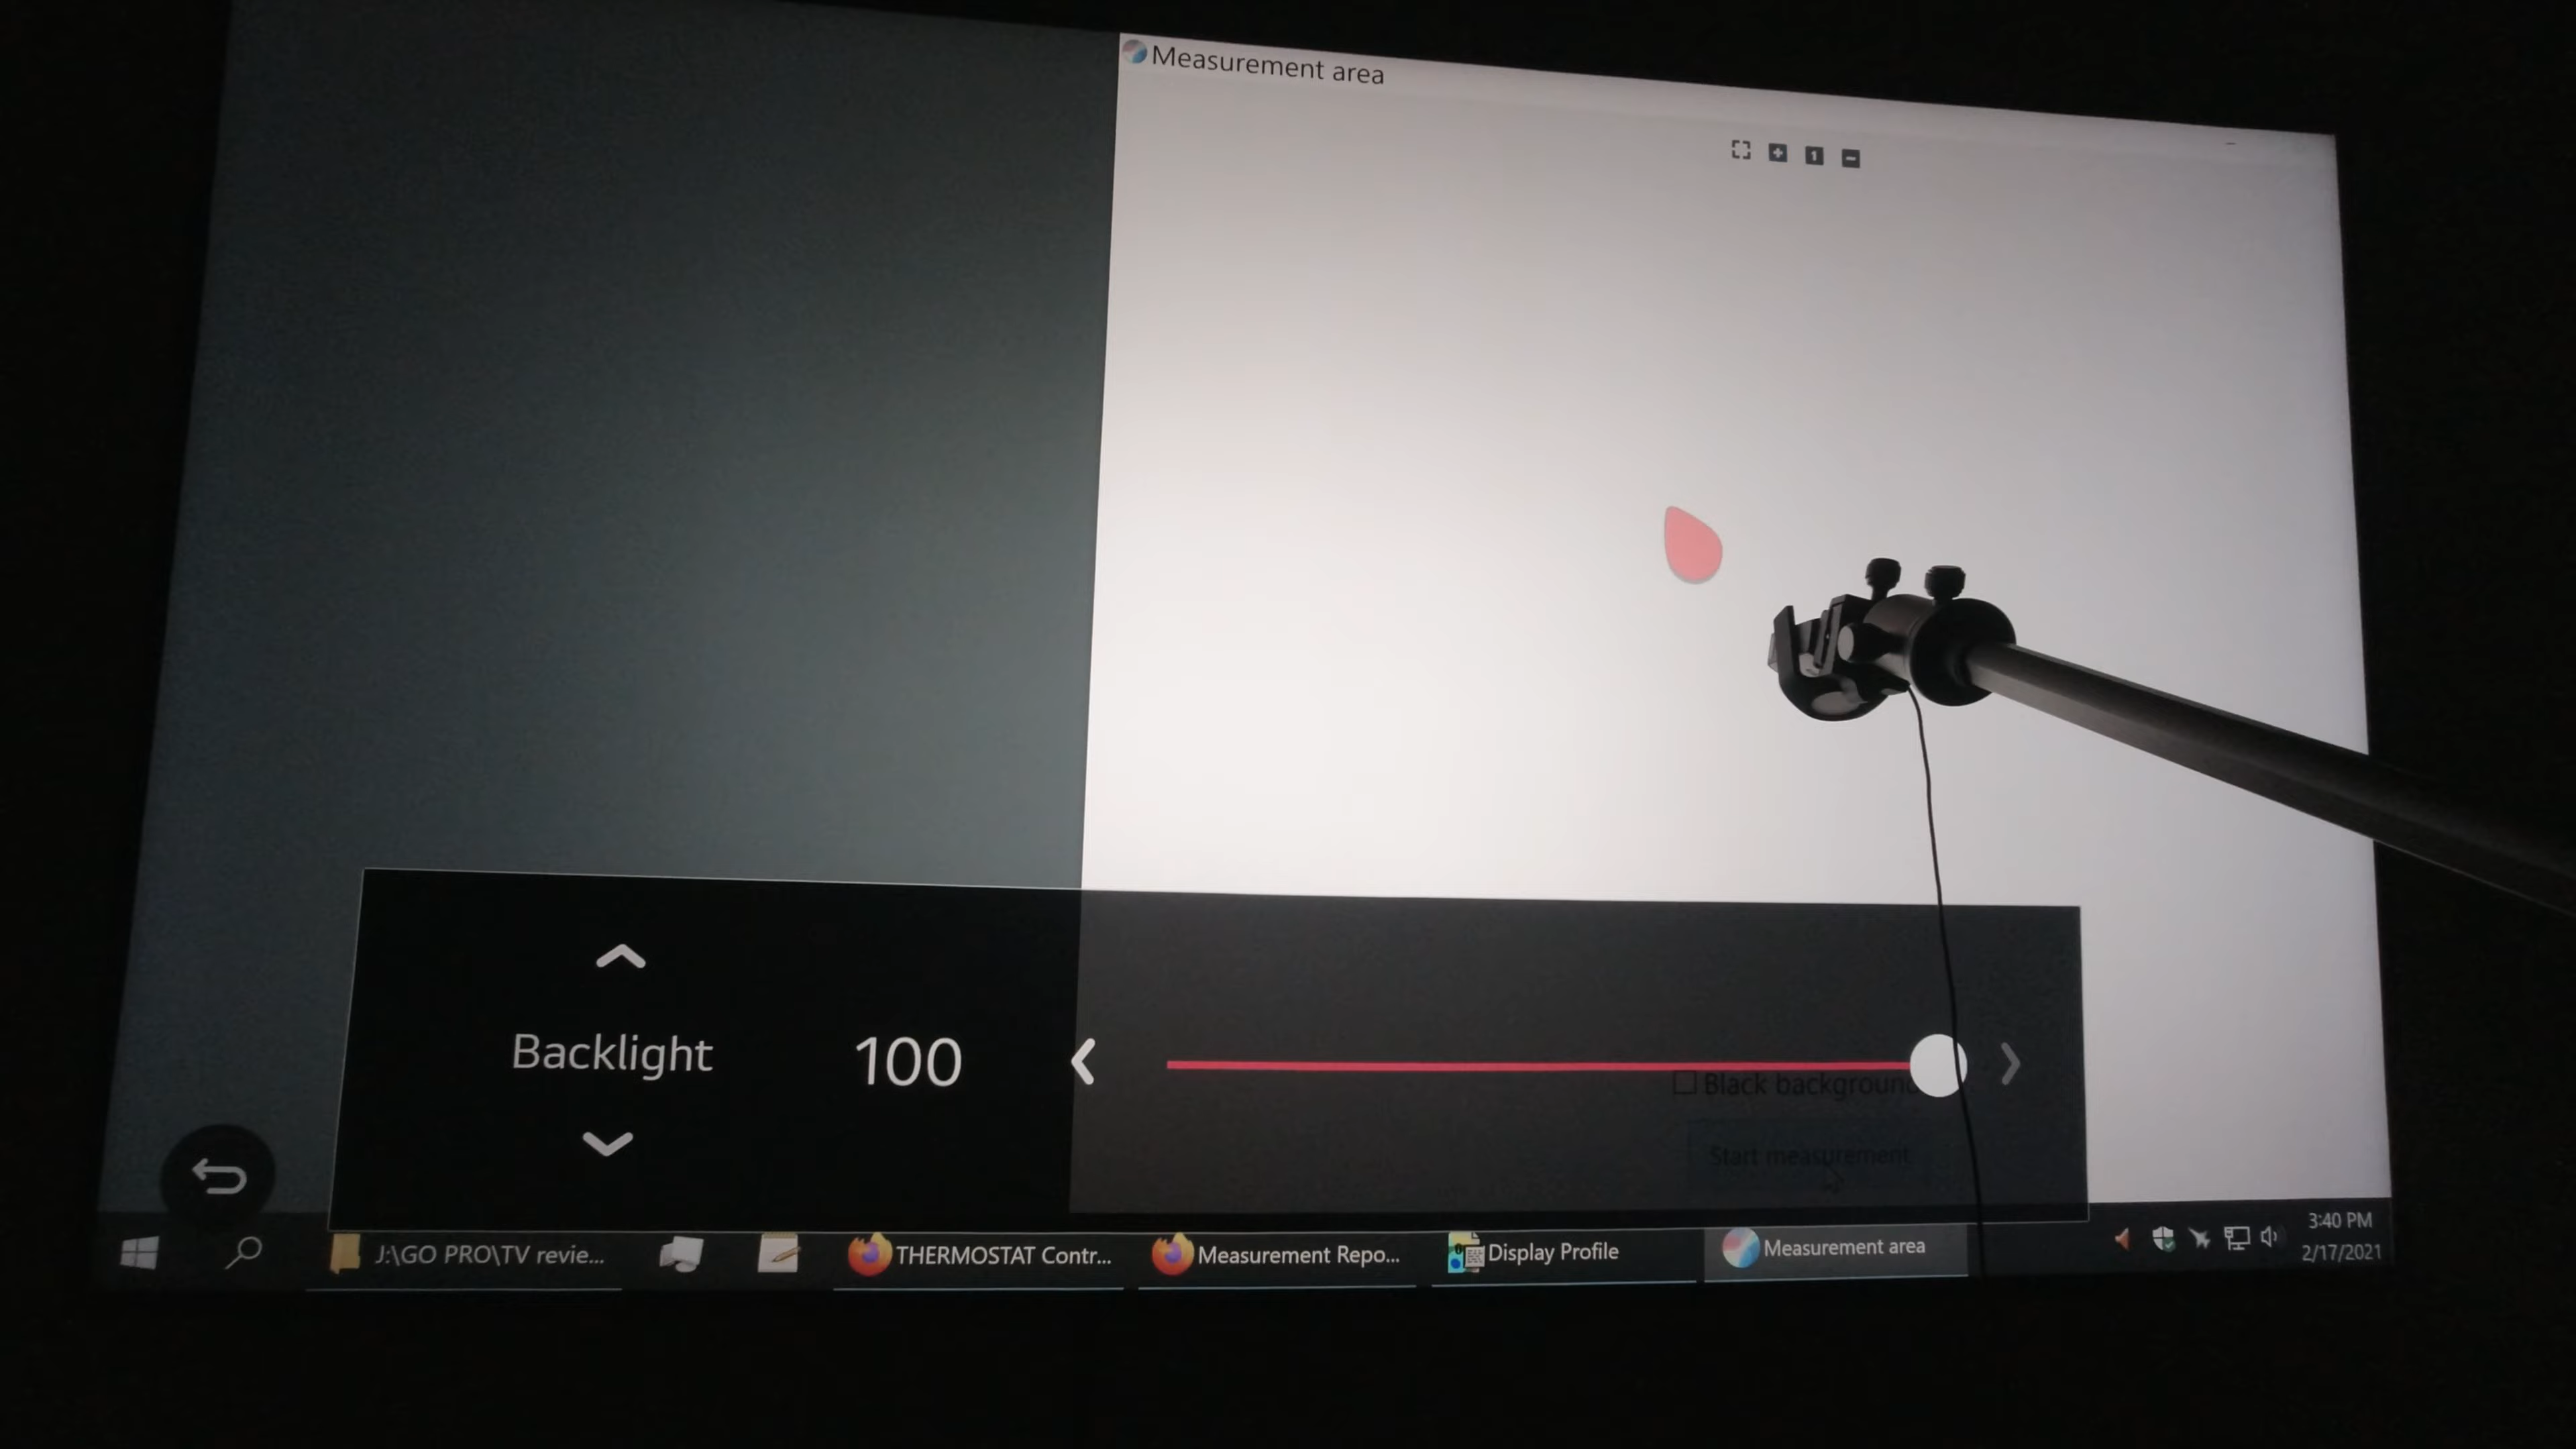 Measurement area
1
Backlight
100
Black background
Start measurement
J:\GO PRO\TV revie...
THERMOSTAT Contr...
Measurement Repo...
Display Profile
Measurement area
3:40 PM
2/17/2021